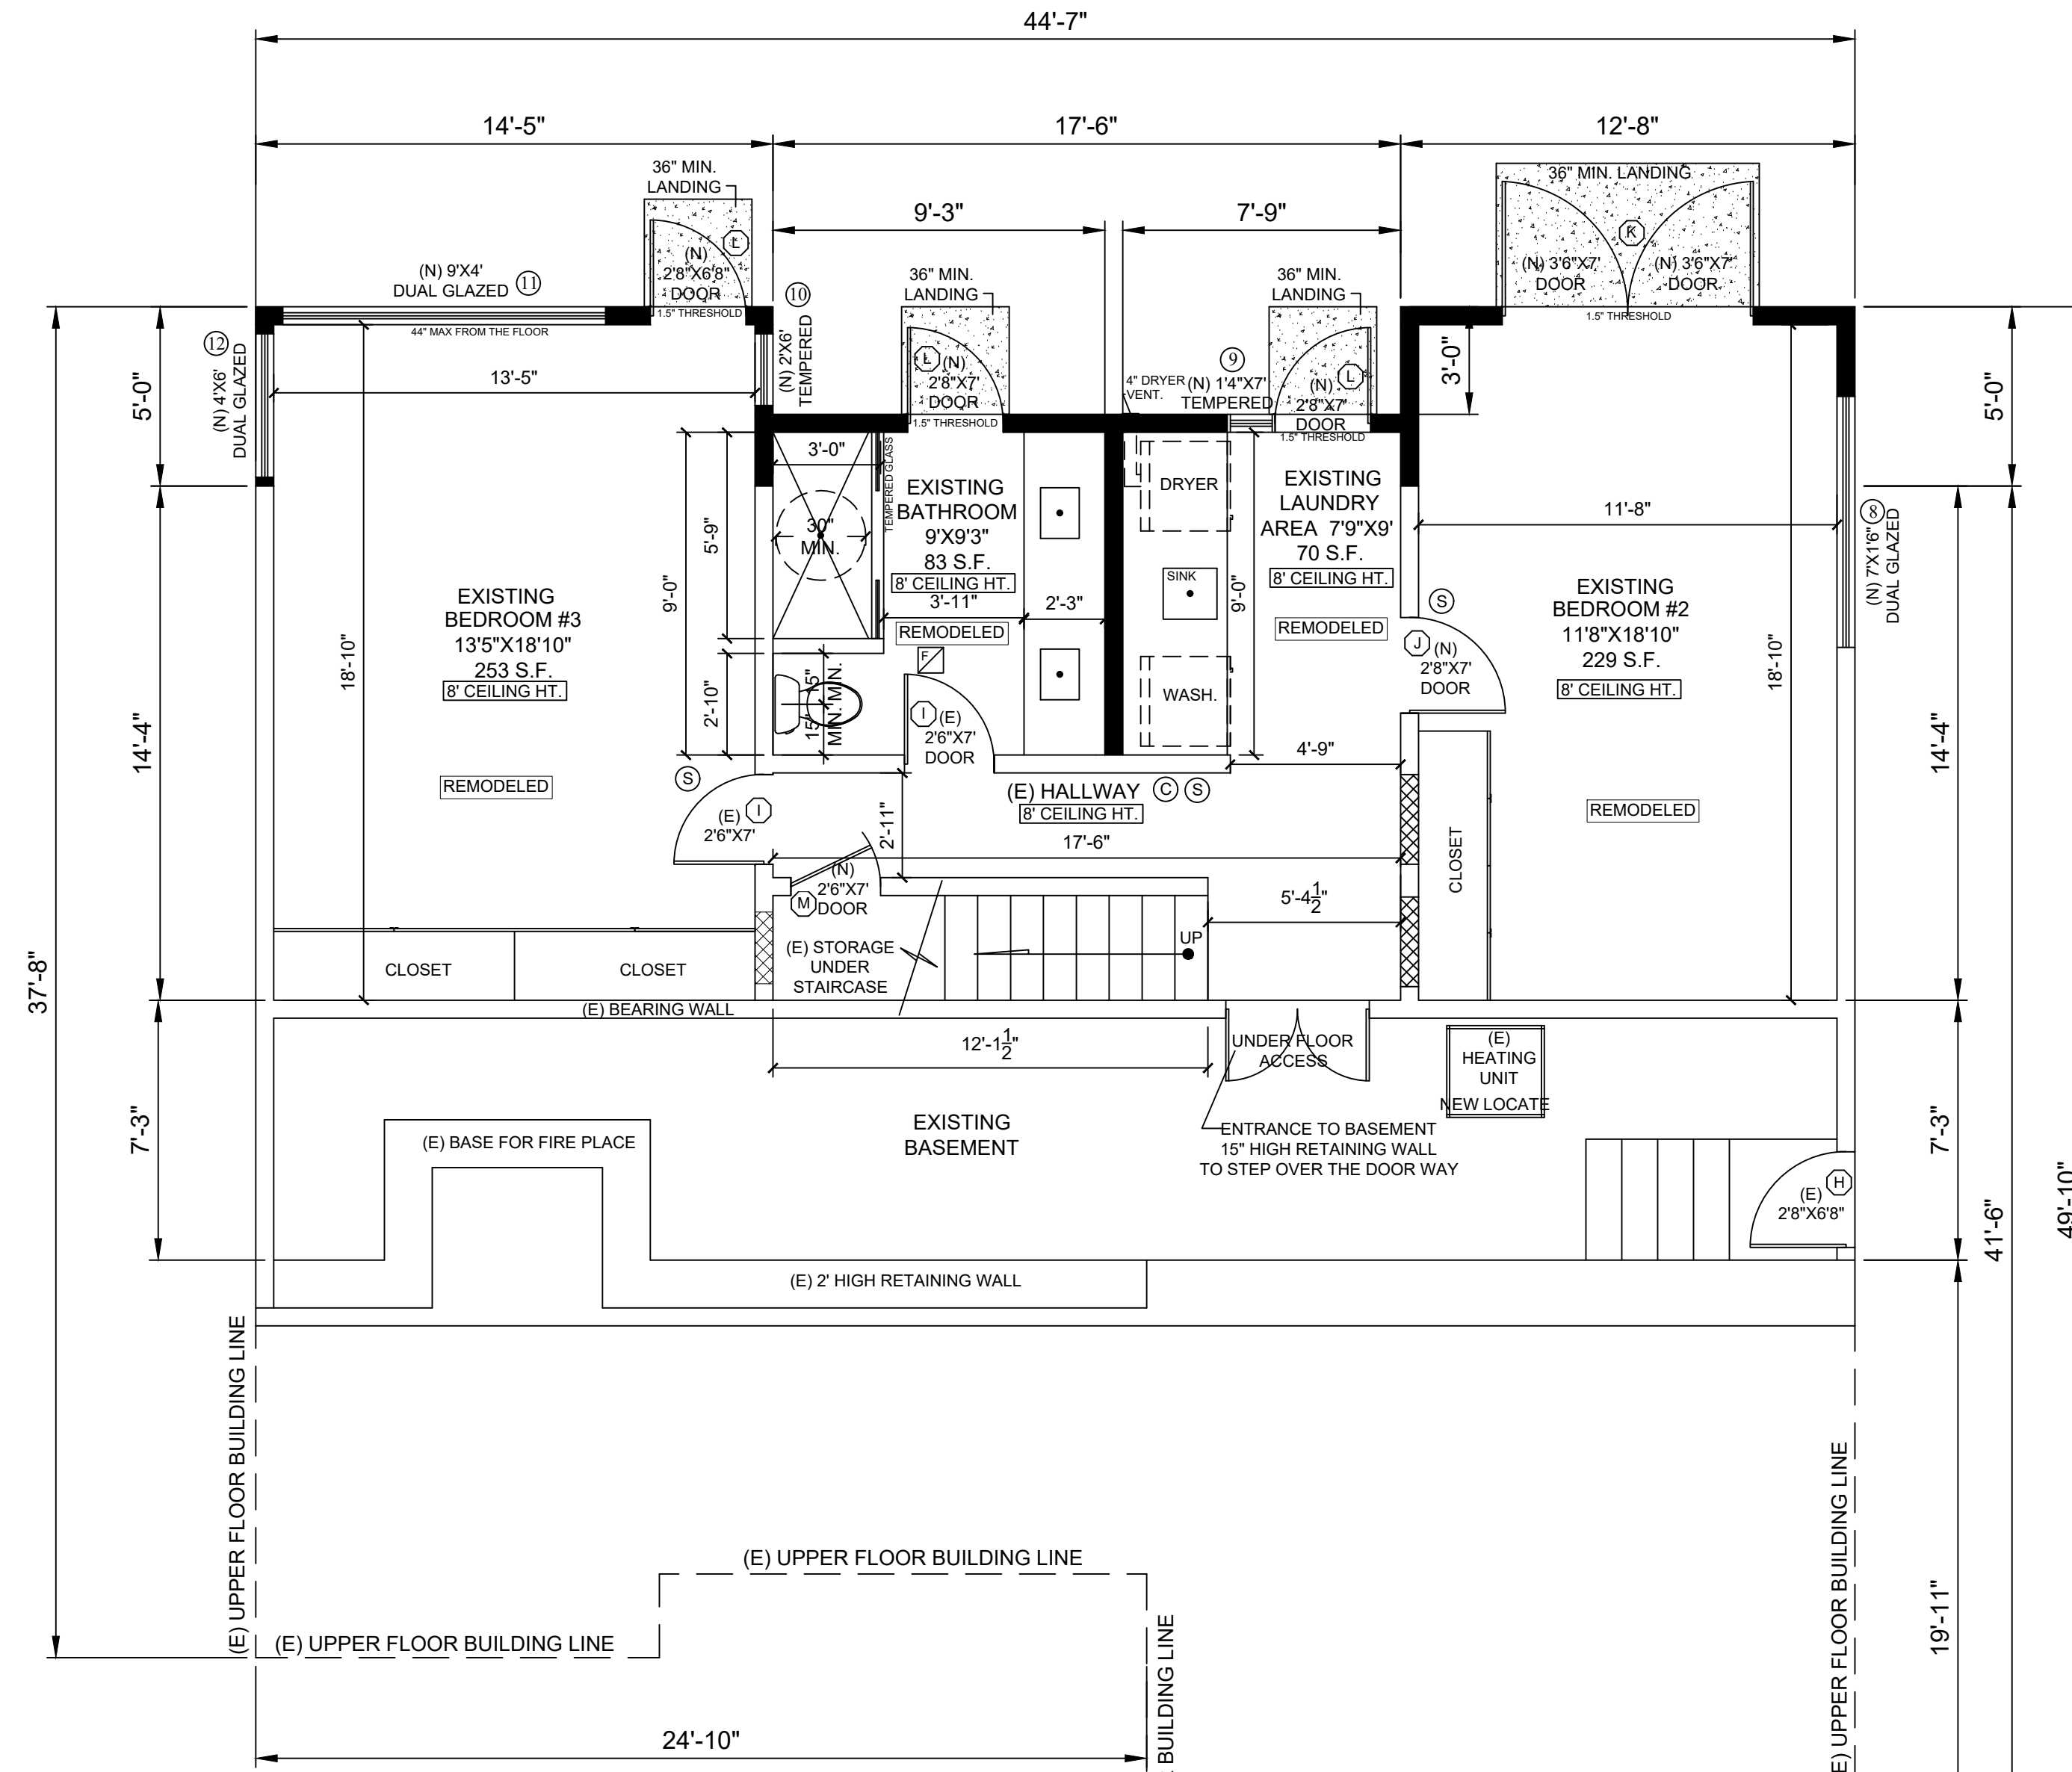 44'-7"
14'-5"
17'-6"
12'-8"
36" MIN.
LANDING
9'-3"
7'-9"
36" MIN. LANDING
L
(N)
2'8"X6'8"
DOOR
1.5" THRESHOLD
(N) 9'X4'
DUAL GLAZED
11
44" MAX FROM THE FLOOR
10
(N) 2'X6'
TEMPERED
36" MIN.
LANDING
L
(N)
2'8"X7'
DOOR
1.5" THRESHOLD
4" DRYER
VENT.
9
(N) 1'4"X7'
TEMPERED
36" MIN.
LANDING
L
(N)
2'8"X7'
DOOR
1.5" THRESHOLD
K
(N) 3'6"X7'
DOOR
(N) 3'6"X7'
DOOR
1.5" THRESHOLD
12
(N) 4'X6'
DUAL GLAZED
5'-0"
13'-5"
3'-0"
5'-0"
3'-0"
TEMPERED GLASS
30"
MIN.
5'-9"
9'-0"
2'-10"
EXISTING
BATHROOM
9'X9'3"
83 S.F.
8' CEILING HT.
3'-11"
2'-3"
REMODELED
F
15"
MIN.
15"
MIN.
I
(E)
2'6"X7'
DOOR
DRYER
SINK
WASH.
9'-0"
EXISTING
LAUNDRY
AREA 7'9"X9'
70 S.F.
8' CEILING HT.
REMODELED
4'-9"
11'-8"
8
(N) 7'X1'6"
DUAL GLAZED
S
J
(N)
2'8"X7'
DOOR
EXISTING
BEDROOM #2
11'8"X18'10"
229 S.F.
8' CEILING HT.
18'-10"
REMODELED
CLOSET
EXISTING
BEDROOM #3
13'5"X18'10"
253 S.F.
8' CEILING HT.
18'-10"
REMODELED
14'-4"
14'-4"
S
I
(E)
2'6"X7'
(E) HALLWAY
C
S
8' CEILING HT.
2'-11"
17'-6"
(N)
2'6"X7'
DOOR
M
5'-4 1/2"
UP
(E) STORAGE
UNDER
STAIRCASE
CLOSET
CLOSET
(E) BEARING WALL
37'-8"
12'-1 1/2"
UNDER FLOOR
ACCESS
(E)
HEATING
UNIT
NEW LOCATE
7'-3"
7'-3"
EXISTING
BASEMENT
ENTRANCE TO BASEMENT
15" HIGH RETAINING WALL
TO STEP OVER THE DOOR WAY
(E) BASE FOR FIRE PLACE
H
(E)
2'8"X6'8"
41'-6"
49'-10"
(E) 2' HIGH RETAINING WALL
(E) UPPER FLOOR BUILDING LINE
(E) UPPER FLOOR BUILDING LINE
(E) UPPER FLOOR BUILDING LINE
BUILDING LINE
E) UPPER FLOOR BUILDING LINE
19'-11"
24'-10"